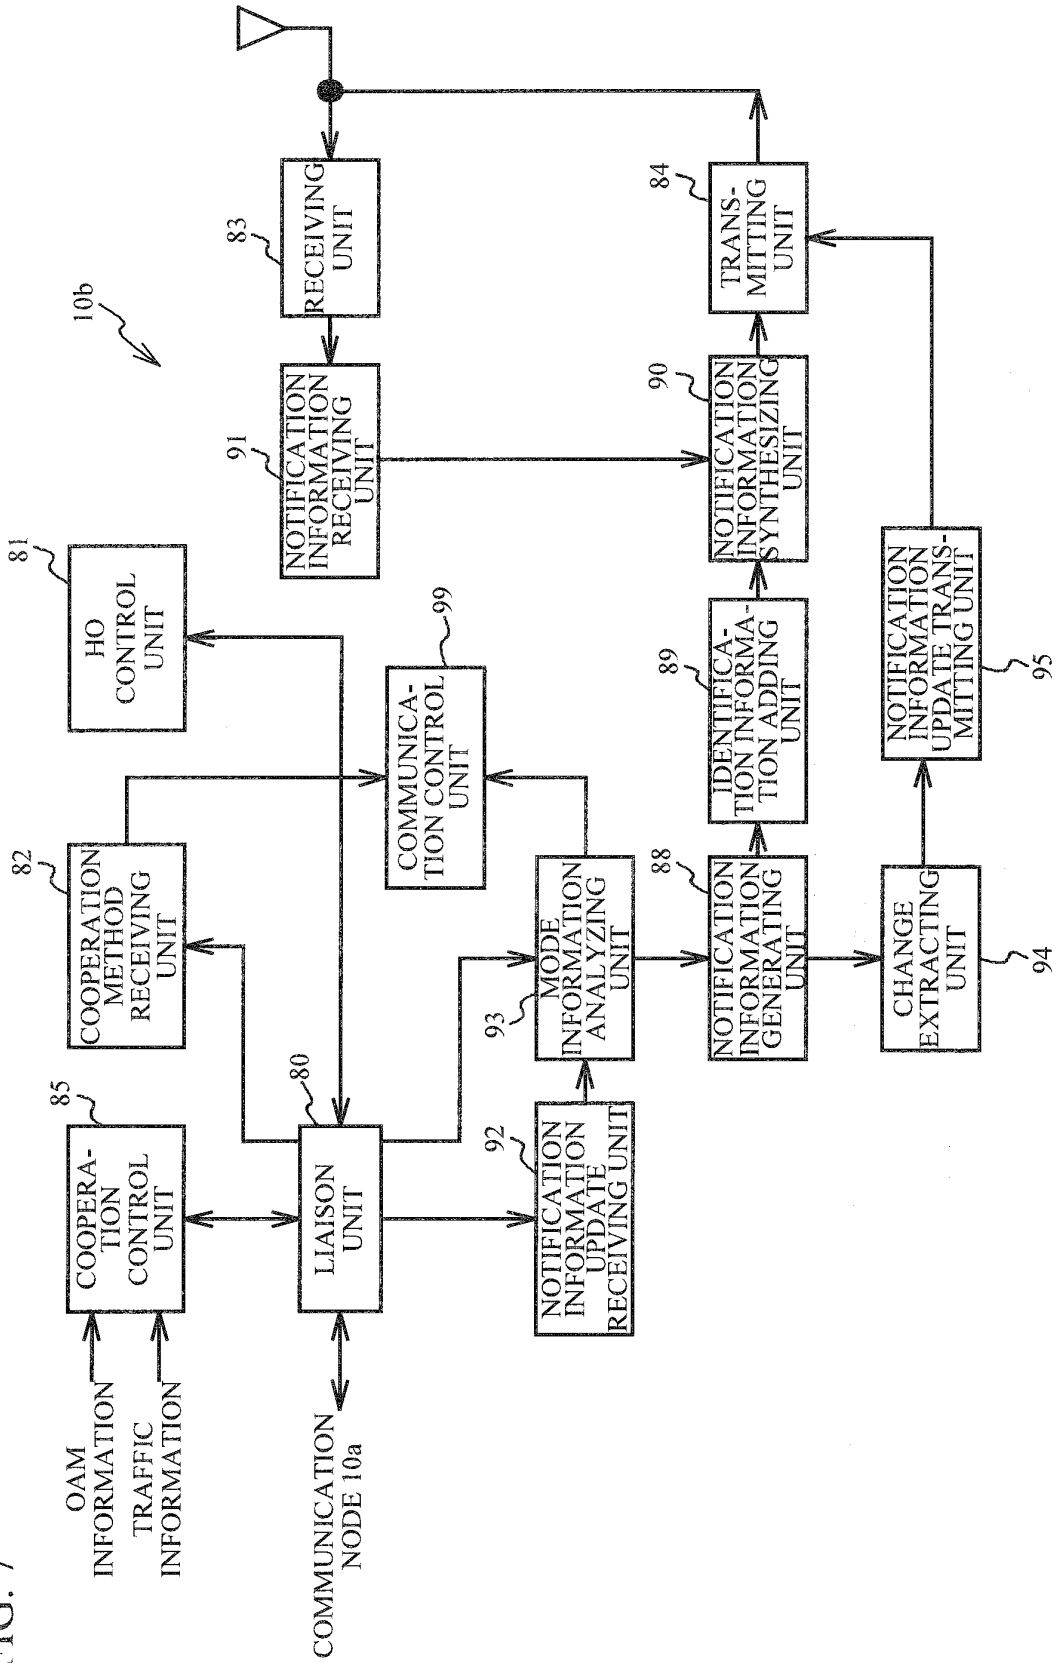 FIG. 7
10b
OAM
INFORMATION
TRAFFIC
INFORMATION
85
COOPERA-
TION
CONTROL
UNIT
82
COOPERATION
METHOD
RECEIVING
UNIT
81
HO
CONTROL
UNIT
COMMUNICATION
NODE 10a
80
LIAISON
UNIT
99
COMMUNICA-
TION CONTROL
UNIT
91
NOTIFICATION
INFORMATION
RECEIVING
UNIT
83
RECEIVING
UNIT
92
NOTIFICATION
INFORMATION
UPDATE
RECEIVING UNIT
93
MODE
INFORMATION
ANALYZING
UNIT
88
NOTIFICATION
INFORMATION
GENERATING
UNIT
89
IDENTIFICA-
TION INFORMA-
TION ADDING
UNIT
90
NOTIFICATION
INFORMATION
SYNTHESIZING
UNIT
84
TRANS-
MITTING
UNIT
CHANGE
EXTRACTING
UNIT
94
NOTIFICATION
INFORMATION
UPDATE TRANS-
MITTING UNIT
95